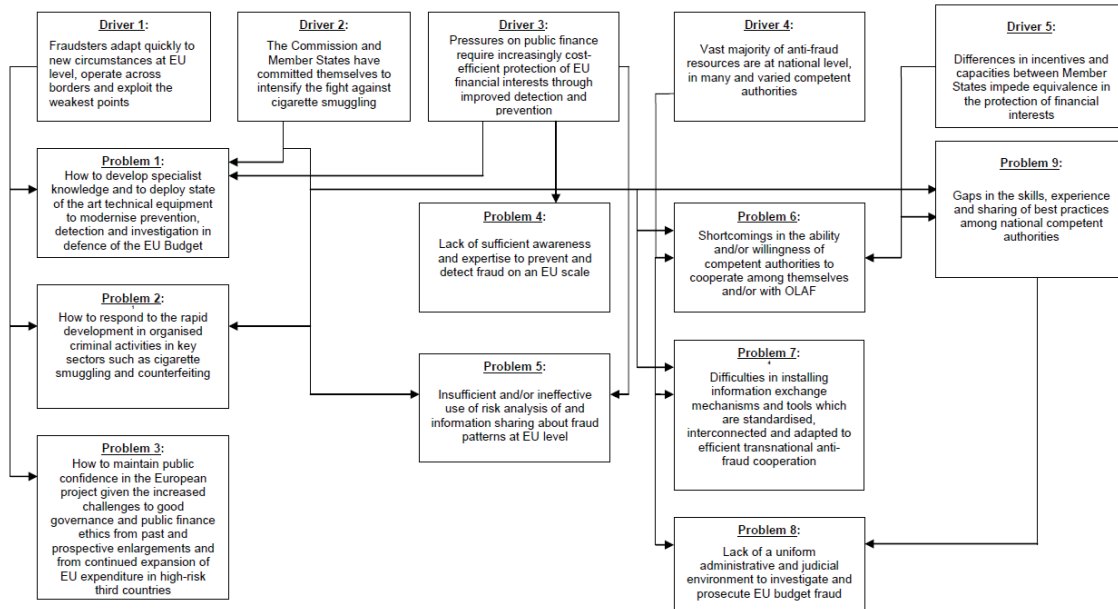 Driver 1:
Fraudsters adapt quickly to
new circumstances at EU
level, operate across
borders and exploit the
weakest points
Driver 2:
The Commission and
Member States have
committed themselves to
intensify the fight against
cigarette smuggling
Driver 3:
Pressures on public finance
require increasingly cost-
efficient protection of EU
financial interests through
improved detection and
prevention
Driver 4:
Vast majority of anti-fraud
resources are at national level,
in many and varied competent
authorities
Driver 5:
Differences in incentives and
capacities between Member
States impede equivalence in
the protection of financial
interests
Problem 1:
How to develop specialist
knowledge and to deploy state
of the art technical equipment
to modernise prevention,
detection and investigation in
defence of the EU Budget
Problem 4:
Lack of sufficient awareness
and expertise to prevent and
detect fraud on an EU scale
Problem 6:
Shortcomings in the ability
and/or willingness of
competent authorities to
cooperate among themselves
and/or with OLAF
Problem 9:
Gaps in the skills, experience
and sharing of best practices
among national competent
authorities
Problem 2:
How to respond to the rapid
development in organised
criminal activities in key
sectors such as cigarette
smuggling and counterfeiting
Problem 5:
Insufficient and/or ineffective
use of risk analysis of and
information sharing about fraud
patterns at EU level
Problem 7:
Difficulties in installing
information exchange
mechanisms and tools which
are standardised,
interconnected and adapted to
efficient transnational anti-
fraud cooperation
Problem 3:
How to maintain public
confidence in the European
project given the increased
challenges to good
governance and public finance
ethics from past and
prospective enlargements and
from continued expansion of
EU expenditure in high-risk
third countries
Problem 8:
Lack of a uniform
administrative and judicial
environment to investigate and
prosecute EU budget fraud